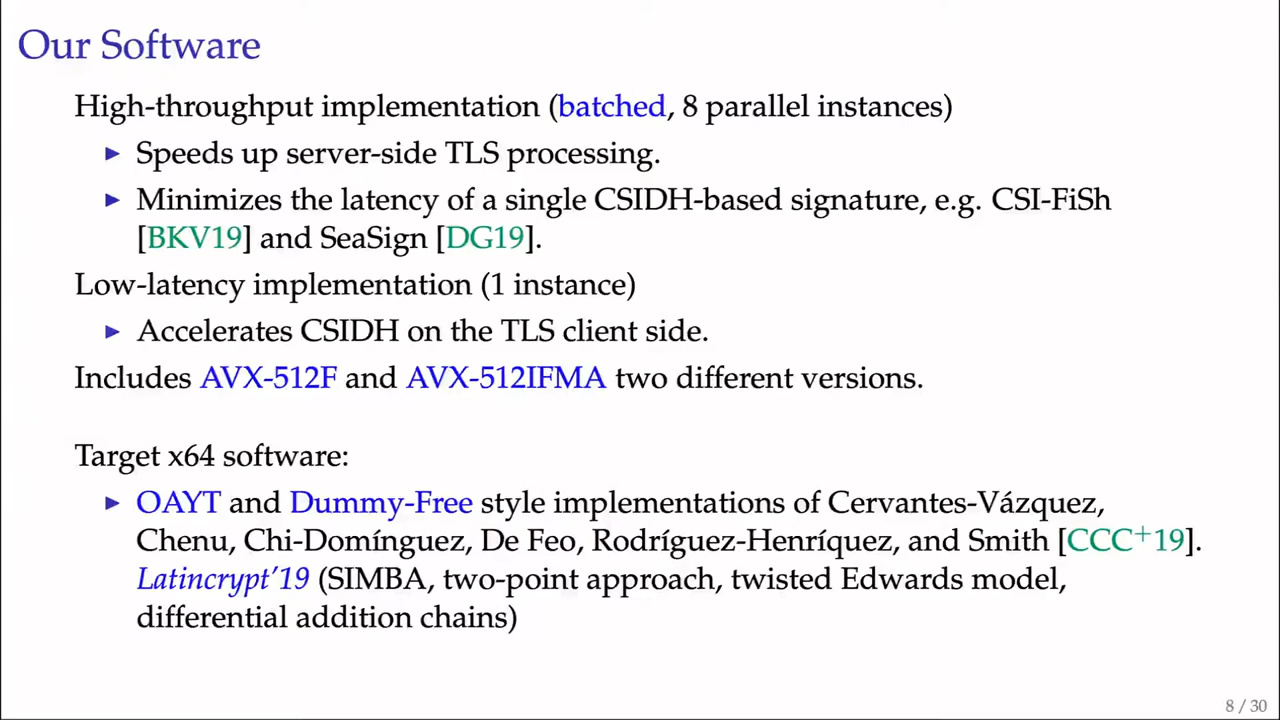 Our Software
High-throughput implementation (batched, 8 parallel instances)
▶ Speeds up server-side TLS processing.
▶ Minimizes the latency of a single CSIDH-based signature, e.g. CSI-FiSh
[BKV19] and SeaSign [DG19].
Low-latency implementation (1 instance)
▶ Accelerates CSIDH on the TLS client side.
Includes AVX-512F and AVX-512IFMA two different versions.
Target x64 software:
▶ OAYT and Dummy-Free style implementations of Cervantes-Vázquez,
Chenu, Chi-Domínguez, De Feo, Rodríguez-Henríquez, and Smith [CCC+19].
Latincrypt'19 (SIMBA, two-point approach, twisted Edwards model,
differential addition chains)
8 / 30